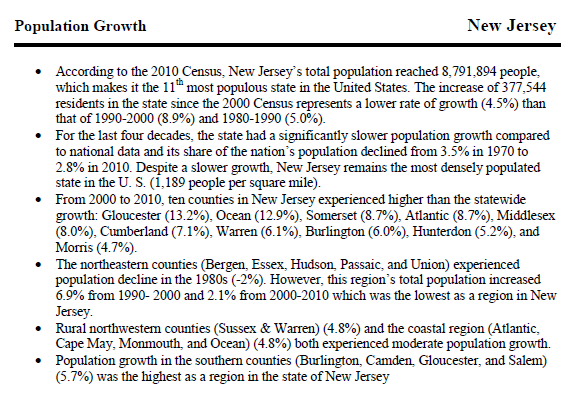 Population Growth New Jersey
• According to the 2010 Census, New Jersey's total population reached 8,791,894 people,
which makes it the 11th most populous state in the United States. The increase of 377,544
residents in the state since the 2000 Census represents a lower rate of growth (4.5%) than
that of 1990-2000 (8.9%) and 1980-1990 (5.0%).
• For the last four decades, the state had a significantly slower population growth compared
to national data and its share of the nation's population declined from 3.5% in 1970 to
2.8% in 2010. Despite a slower growth, New Jersey remains the most densely populated
state in the U. S. (1,189 people per square mile).
• From 2000 to 2010, ten counties in New Jersey experienced higher than the statewide
growth: Gloucester (13.2%), Ocean (12.9%), Somerset (8.7%), Atlantic (8.7%), Middlesex
(8.0%), Cumberland (7.1%), Warren (6.1%), Burlington (6.0%), Hunterdon (5.2%), and
Morris (4.7%).
• The northeastern counties (Bergen, Essex, Hudson, Passaic, and Union) experienced
population decline in the 1980s (-2%). However, this region's total population increased
6.9% from 1990- 2000 and 2.1% from 2000-2010 which was the lowest as a region in New
Jersey.
• Rural northwestern counties (Sussex & Warren) (4.8%) and the coastal region (Atlantic,
Cape May, Monmouth, and Ocean) (4.8%) both experienced moderate population growth.
• Population growth in the southern counties (Burlington, Camden, Gloucester, and Salem)
(5.7%) was the highest as a region in the state of New Jersey